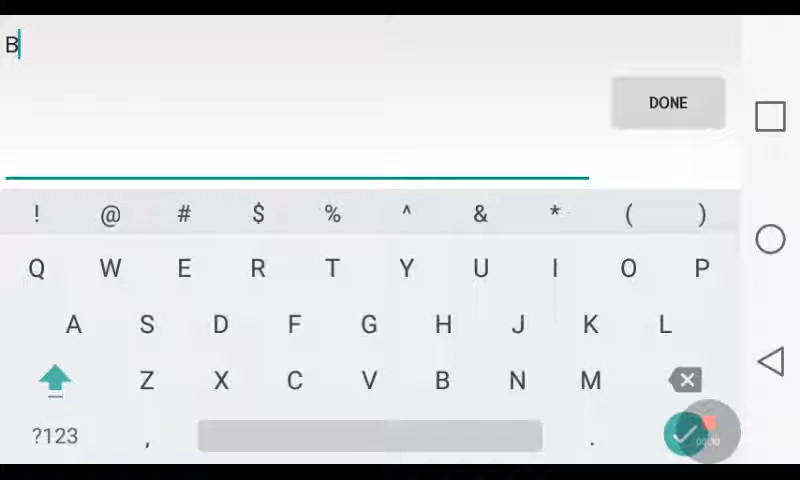 B
DONE
! @ # $ % ^ & * ( )
Q W E R T Y U I O P
A S D F G H J K L
Z X C V B N M
?123 , .